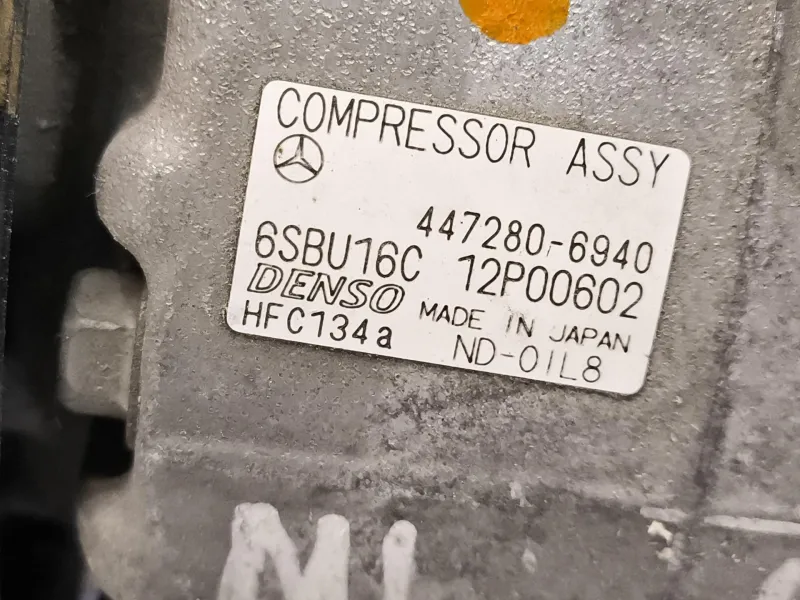 COMPRESSOR ASSY
447280-6940
6SBU16C 12P00602
DENSO MADE IN JAPAN
HFC134a ND-OIL8